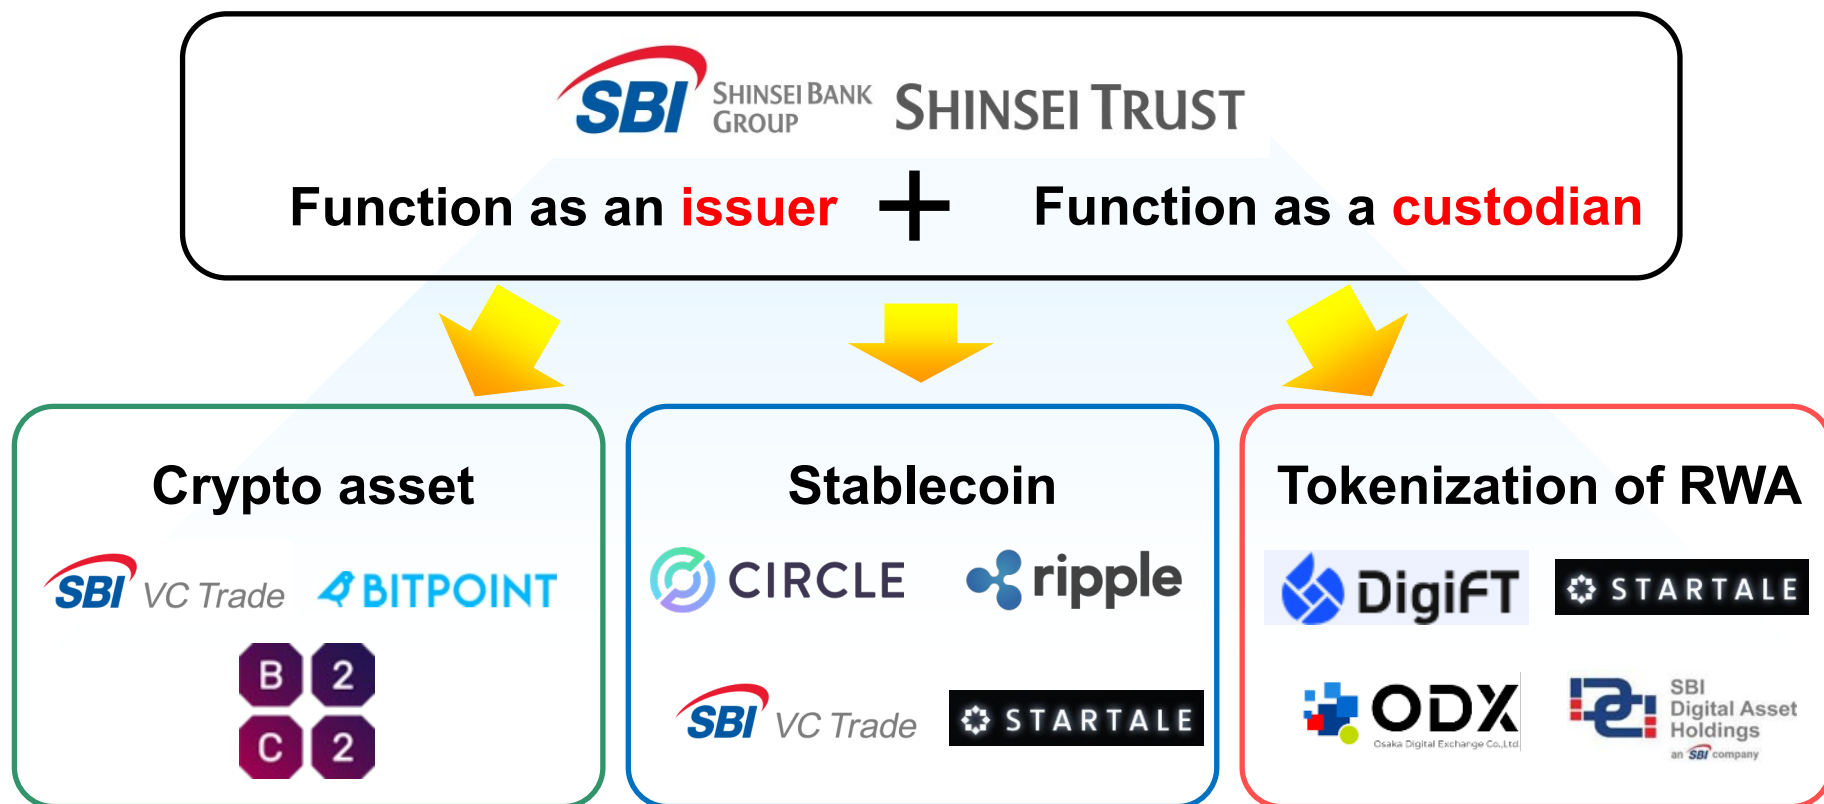 SBI SHINSEI BANK GROUP SHINSEI TRUST
Function as an issuer + Function as a custodian
Crypto asset
SBI VC Trade BITPOINT
B2
C2
Stablecoin
CIRCLE ripple
SBI VC Trade STARTALE
Tokenization of RWA
DigiFT STARTALE
ODX
Osaka Digital Exchange Co.,Ltd.
SBI
Digital Asset
Holdings
an SBI company